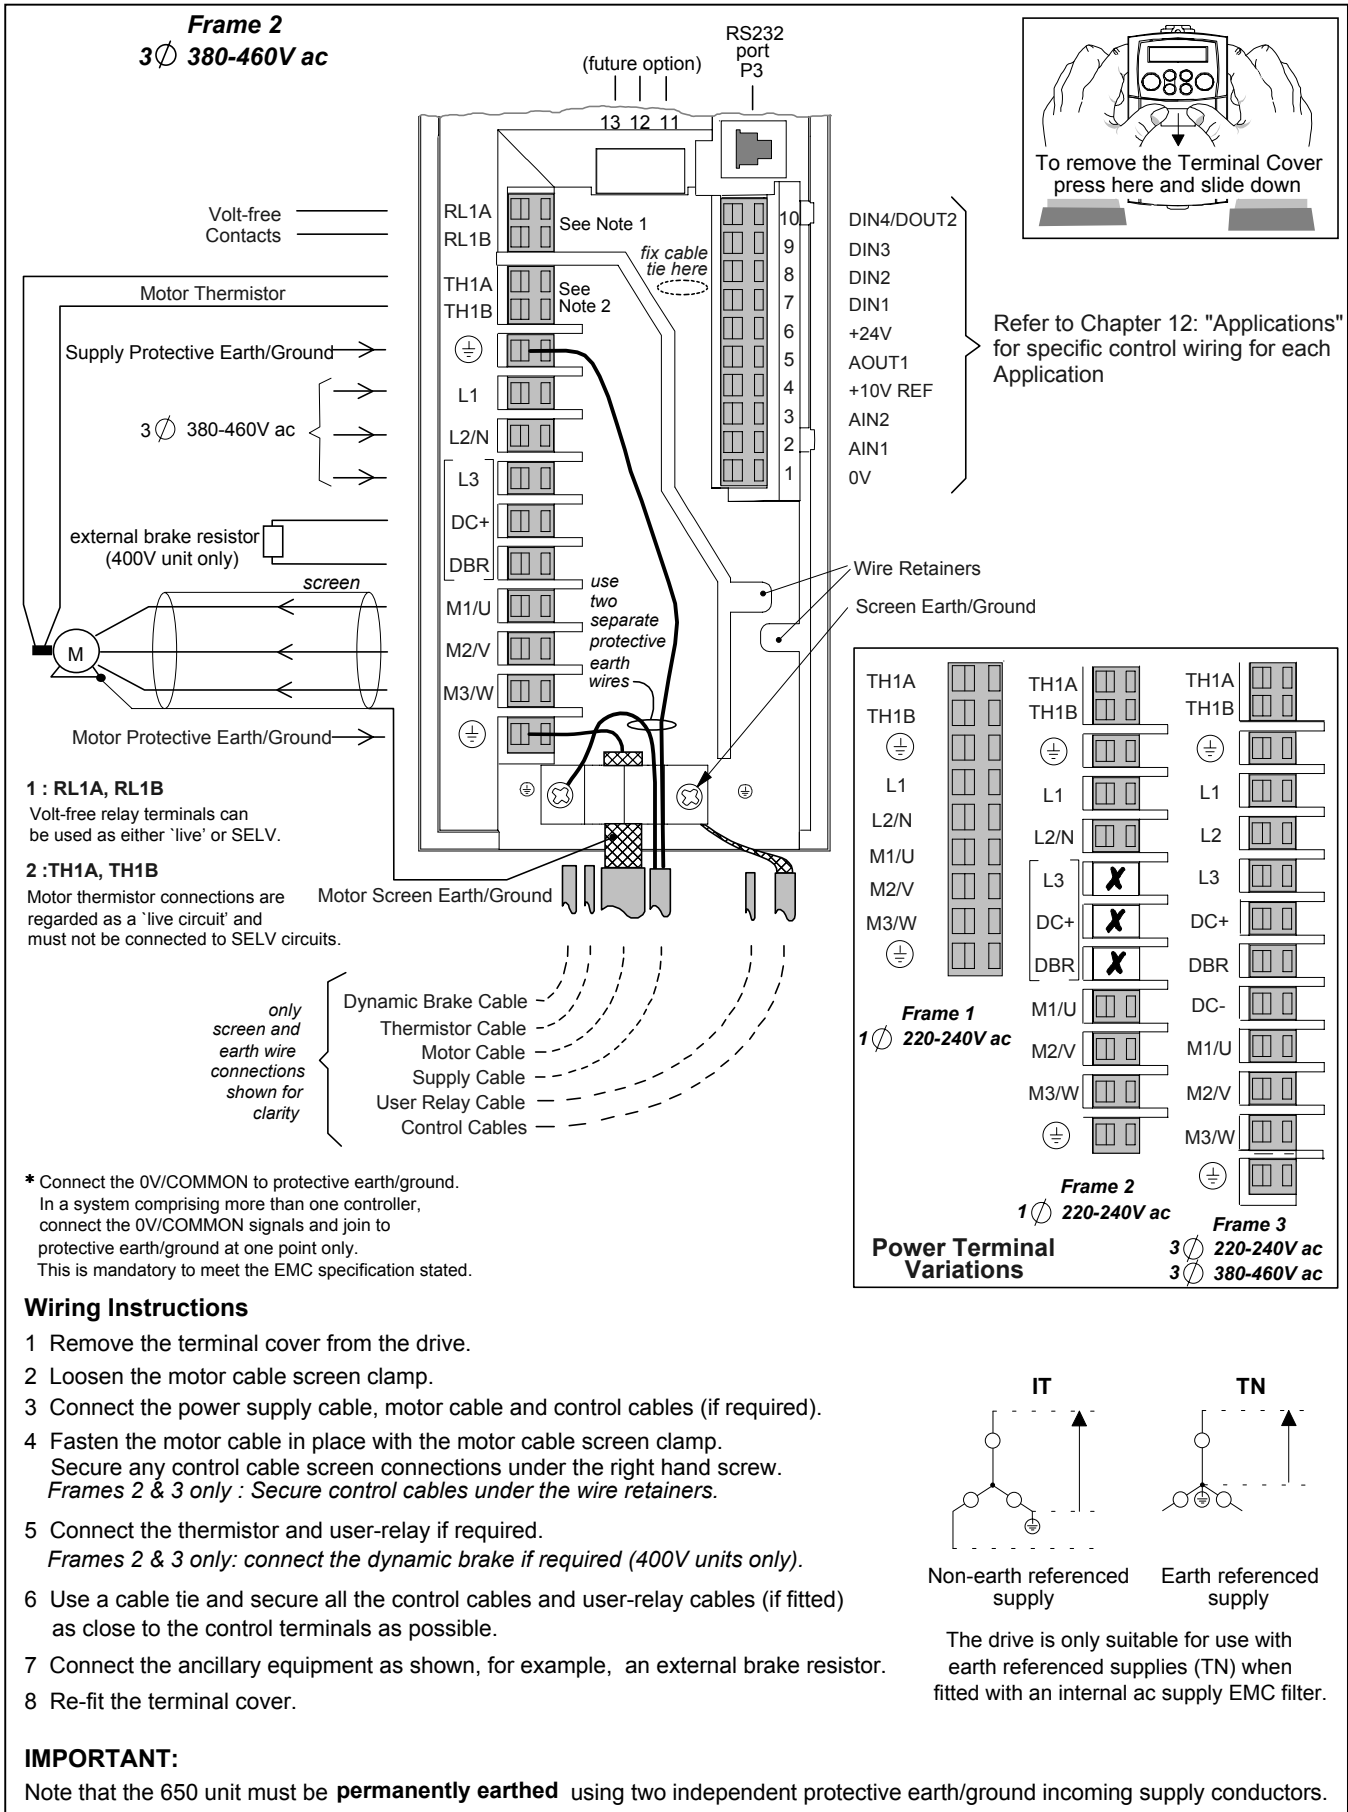 Frame 2
3∅ 380-460V ac
(future option)
RS232
port
P3
13 12 11
To remove the Terminal Cover
press here and slide down
Volt-free
Contacts
RL1A
RL1B
See Note 1
Motor Thermistor
TH1A
TH1B
See
Note 2
fix cable
tie here
Supply Protective Earth/Ground
L1
3∅ 380-460V ac
L2/N
L3
DC+
external brake resistor
(400V unit only)
DBR
screen
M1/U
M2/V
M
M3/W
Motor Protective Earth/Ground
use
two
separate
protective
earth
wires
10
9
8
7
6
5
4
3
2
1
DIN4/DOUT2
DIN3
DIN2
DIN1
+24V
AOUT1
+10V REF
AIN2
AIN1
0V
Refer to Chapter 12: "Applications"
for specific control wiring for each
Application
Wire Retainers
Screen Earth/Ground
1 : RL1A, RL1B
Volt-free relay terminals can
be used as either `live' or SELV.
2 :TH1A, TH1B
Motor thermistor connections are
regarded as a `live circuit' and
must not be connected to SELV circuits.
Motor Screen Earth/Ground
only
screen and
earth wire
connections
shown for
clarity
Dynamic Brake Cable
Thermistor Cable
Motor Cable
Supply Cable
User Relay Cable
Control Cables
TH1A
TH1B
L1
L2/N
M1/U
M2/V
M3/W
Frame 1
1∅ 220-240V ac
TH1A
TH1B
L1
L2/N
L3 ✗
DC+ ✗
DBR ✗
M1/U
M2/V
M3/W
Frame 2
1∅ 220-240V ac
TH1A
TH1B
L1
L2
L3
DC+
DBR
DC-
M1/U
M2/V
M3/W
Frame 3
3∅ 220-240V ac
3∅ 380-460V ac
Power Terminal
Variations
* Connect the 0V/COMMON to protective earth/ground.
In a system comprising more than one controller,
connect the 0V/COMMON signals and join to
protective earth/ground at one point only.
This is mandatory to meet the EMC specification stated.
Wiring Instructions
1 Remove the terminal cover from the drive.
2 Loosen the motor cable screen clamp.
3 Connect the power supply cable, motor cable and control cables (if required).
4 Fasten the motor cable in place with the motor cable screen clamp.
Secure any control cable screen connections under the right hand screw.
Frames 2 & 3 only : Secure control cables under the wire retainers.
5 Connect the thermistor and user-relay if required.
Frames 2 & 3 only: connect the dynamic brake if required (400V units only).
6 Use a cable tie and secure all the control cables and user-relay cables (if fitted)
as close to the control terminals as possible.
7 Connect the ancillary equipment as shown, for example, an external brake resistor.
8 Re-fit the terminal cover.
IT
Non-earth referenced
supply
TN
Earth referenced
supply
The drive is only suitable for use with
earth referenced supplies (TN) when
fitted with an internal ac supply EMC filter.
IMPORTANT:
Note that the 650 unit must be permanently earthed using two independent protective earth/ground incoming supply conductors.